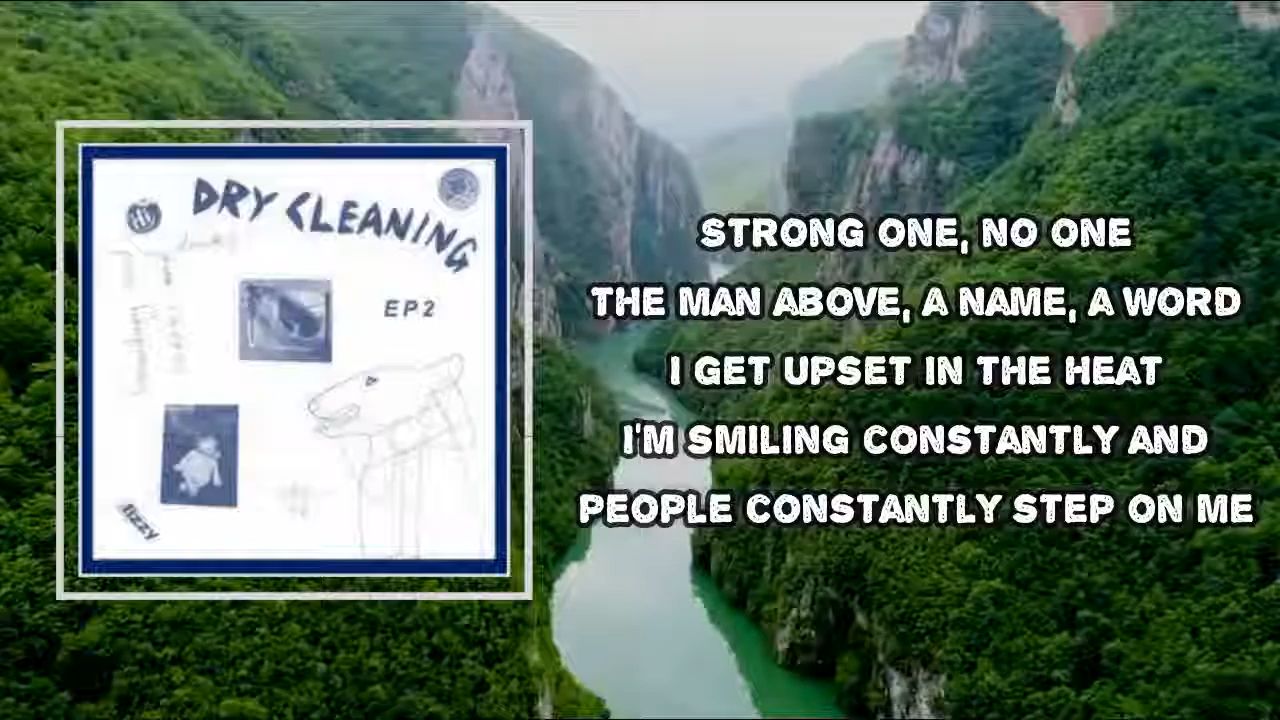 DRY CLEANING
EP2
STRONG ONE, NO ONE
THE MAN ABOVE, A NAME, A WORD
I GET UPSET IN THE HEAT
I'M SMILING CONSTANTLY AND
PEOPLE CONSTANTLY STEP ON ME